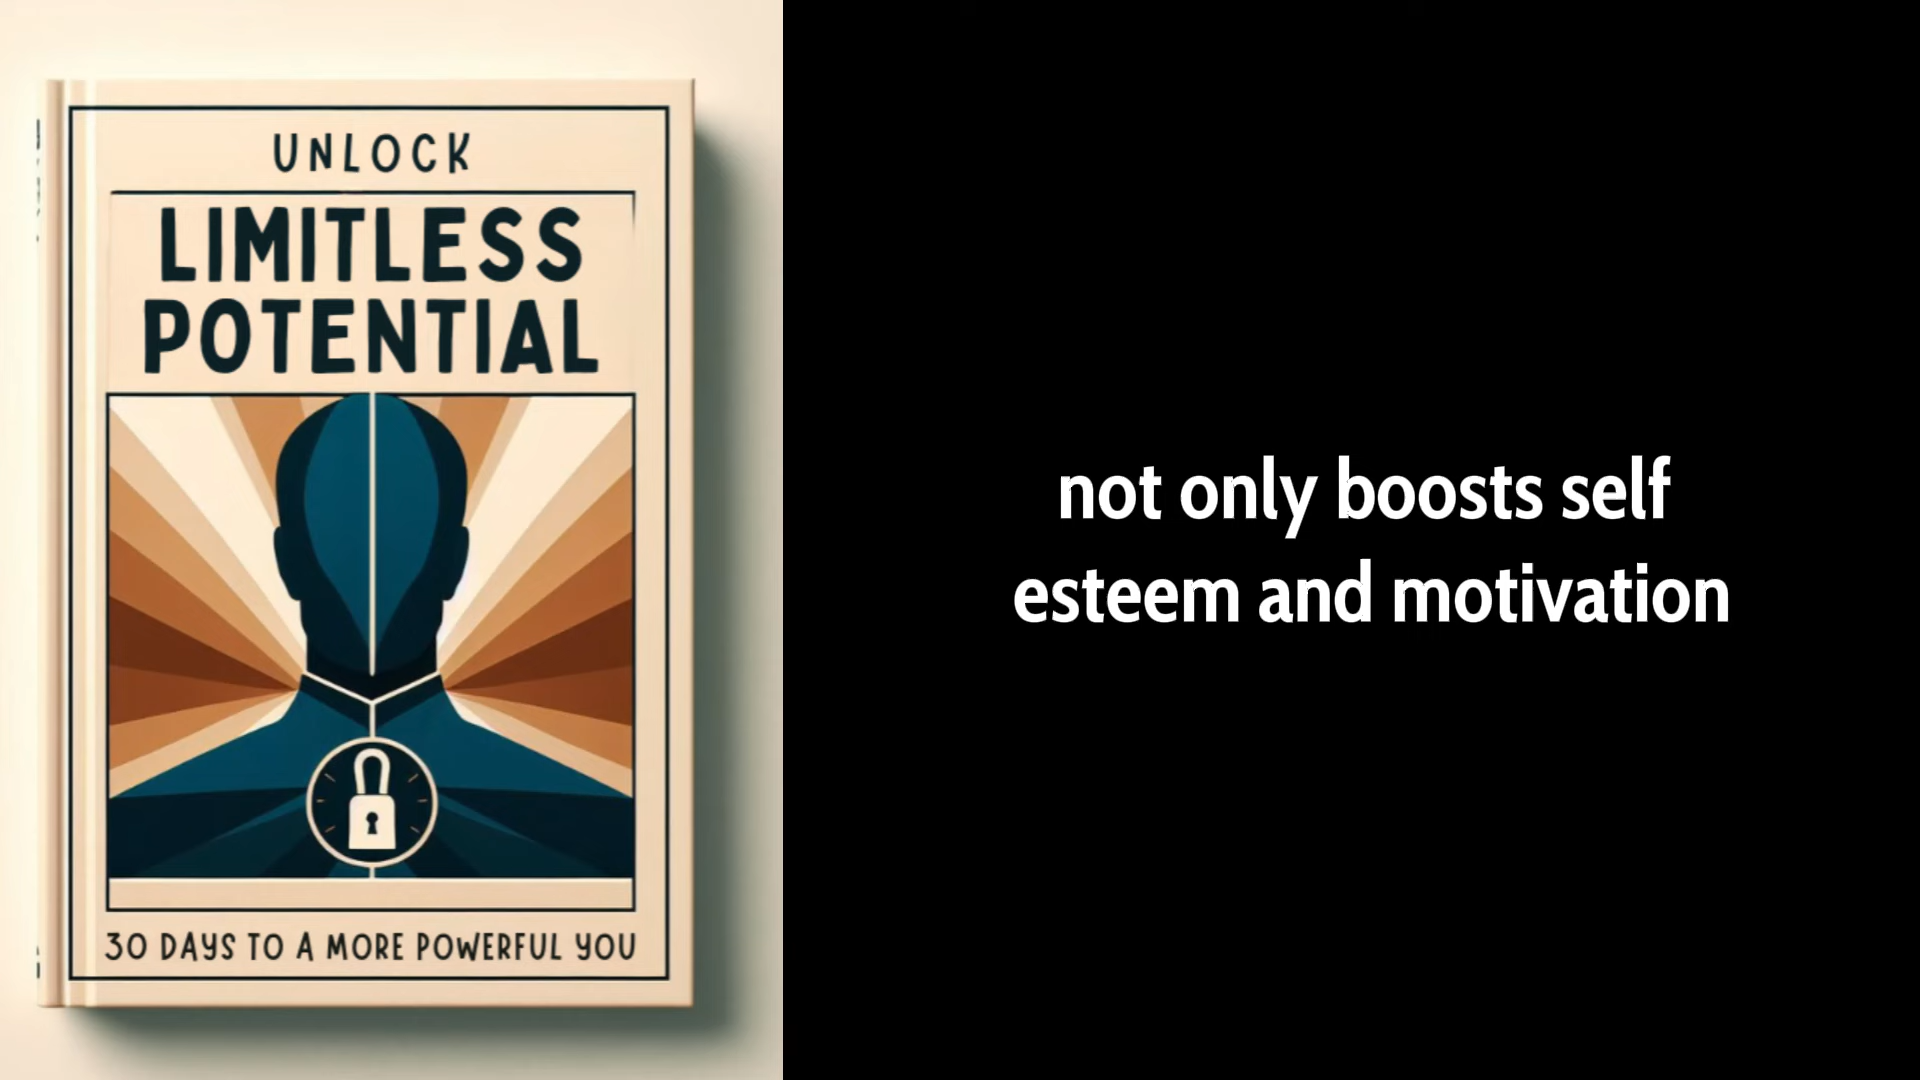 UNLOCK
LIMITLESS
POTENTIAL
30 DAYS TO A MORE POWERFUL YOU
not only boosts self
esteem and motivation